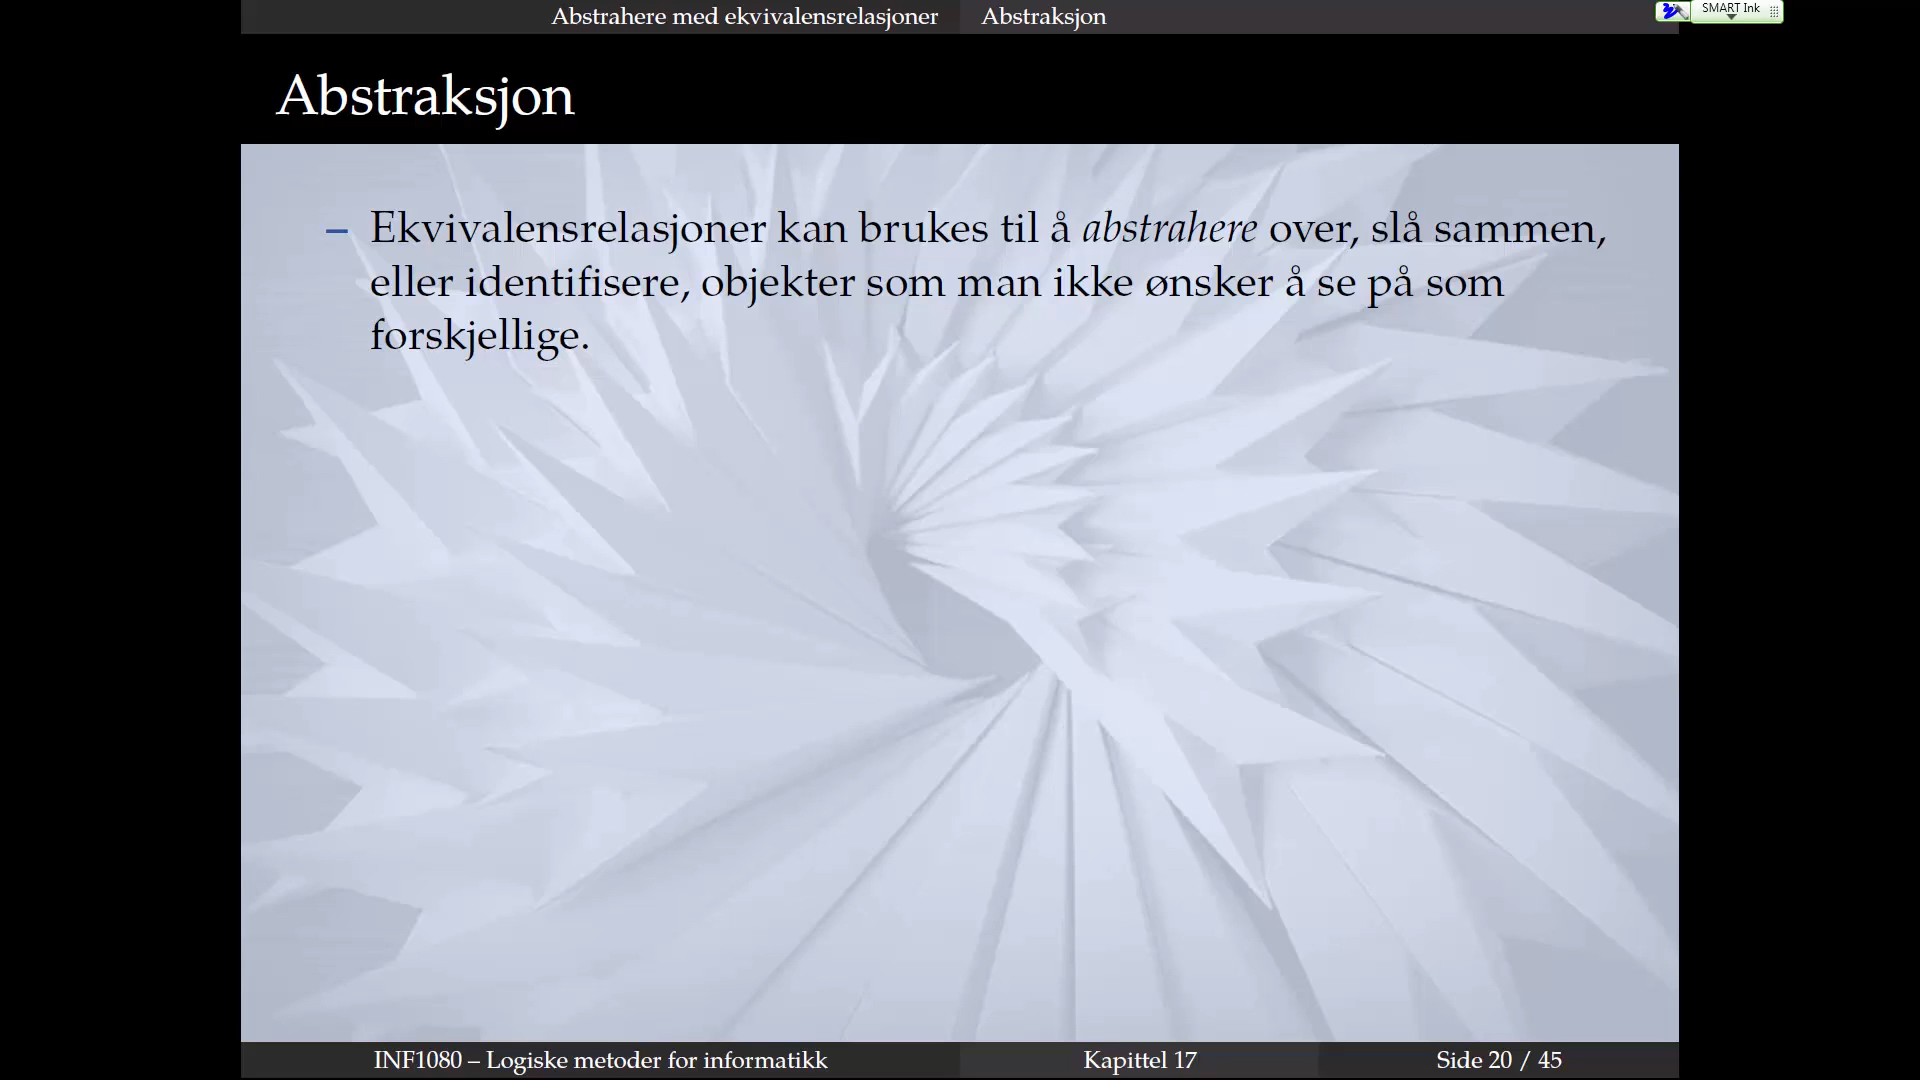 Abstrahere med ekvivalensrelasjoner Abstraksjon
SMART Ink
Abstraksjon
– Ekvivalensrelasjoner kan brukes til å abstrahere over, slå sammen,
eller identifisere, objekter som man ikke ønsker å se på som
forskjellige.
INF1080 – Logiske metoder for informatikk Kapittel 17 Side 20 / 45